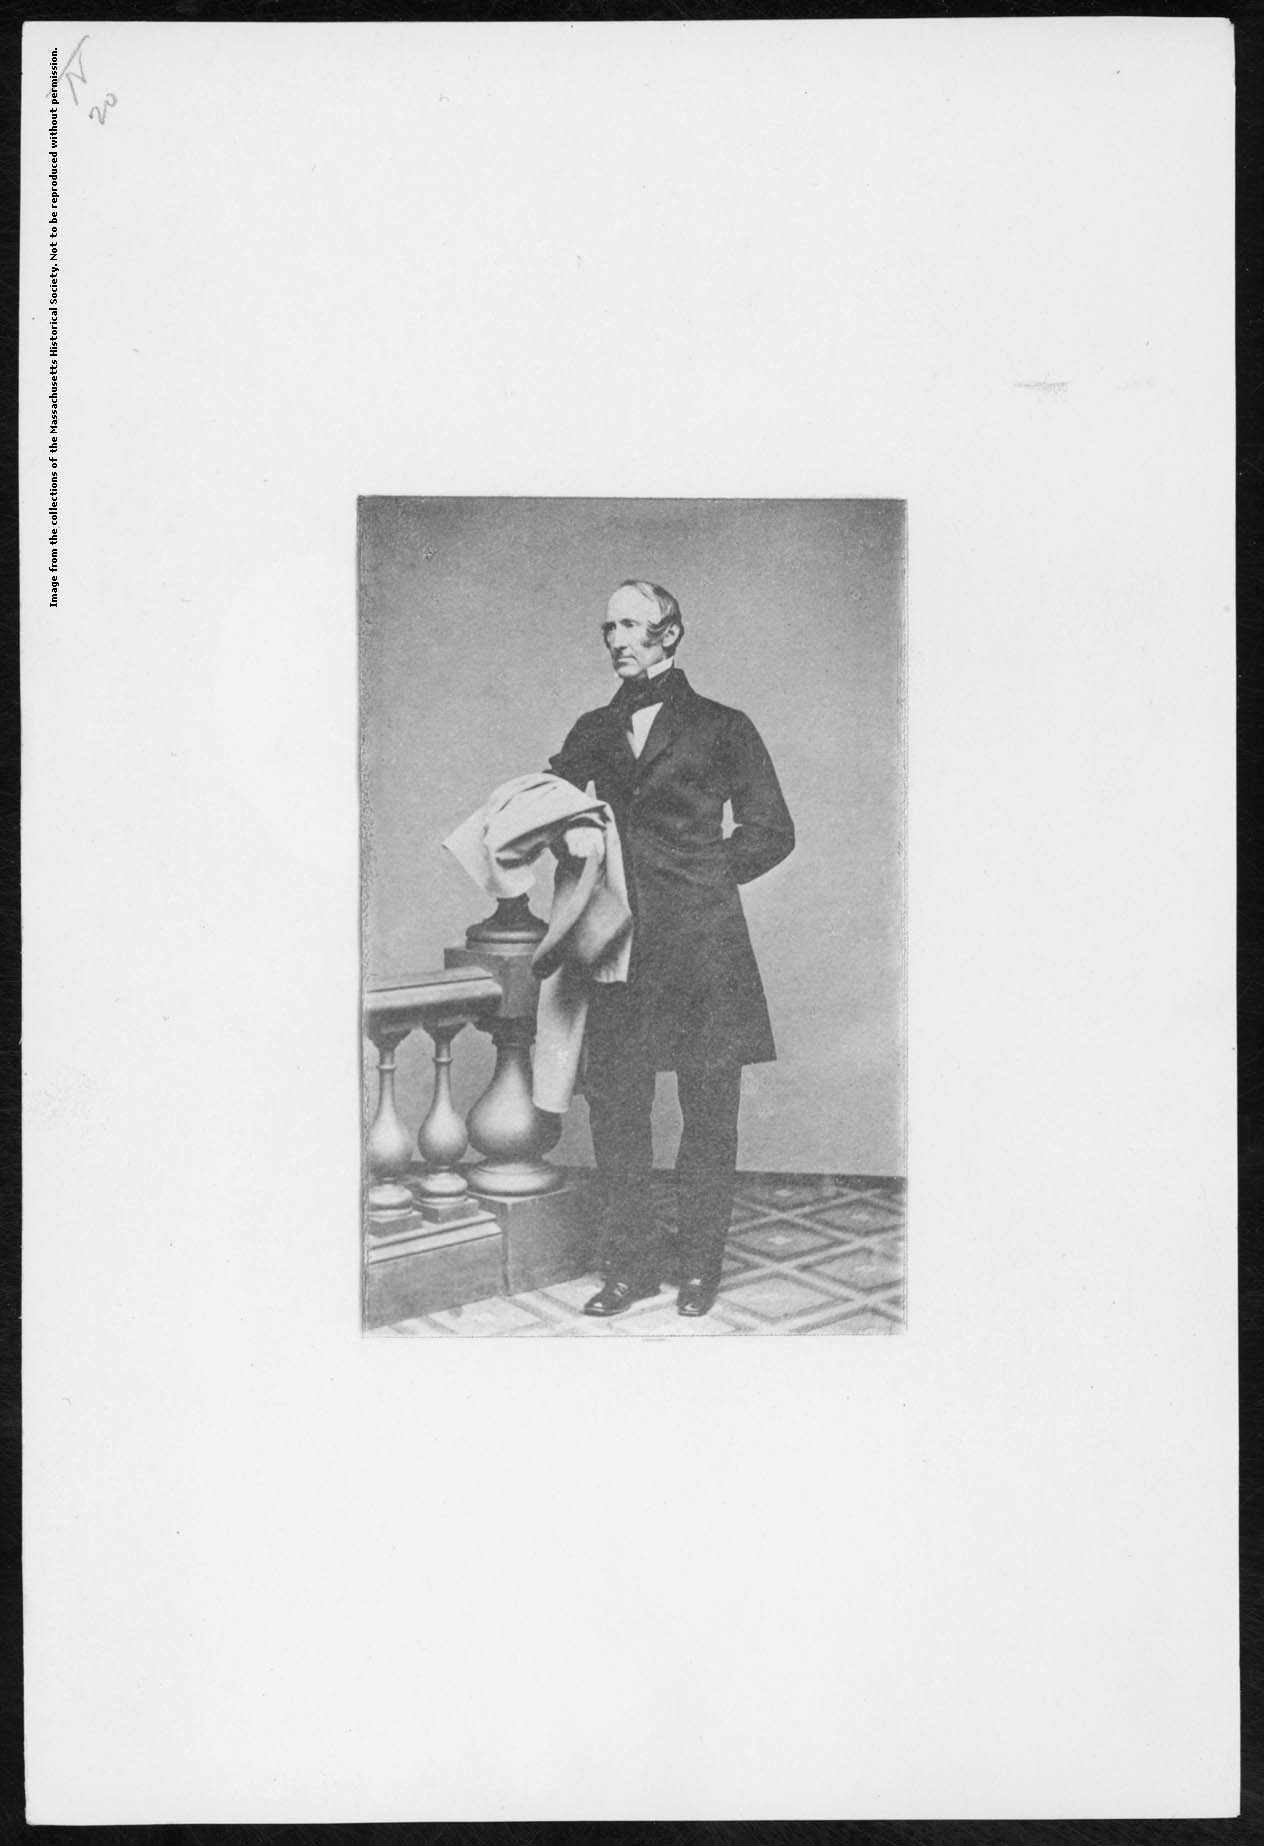 Image from the collections of the Massachusetts Historical Society. Not to be reproduced without permission.
20